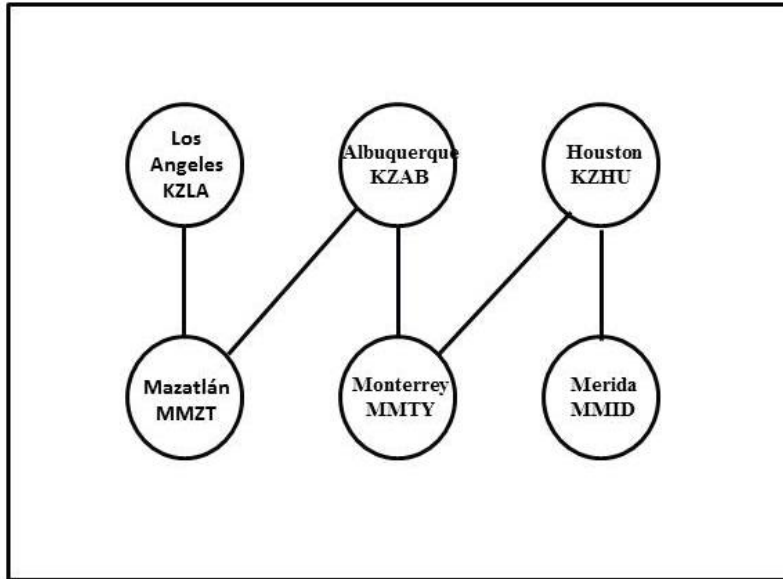 Los
Angeles
KZLA
Albuquerque
KZAB
Houston
KZHU
Mazatlán
MMZT
Monterrey
MMTY
Merida
MMID